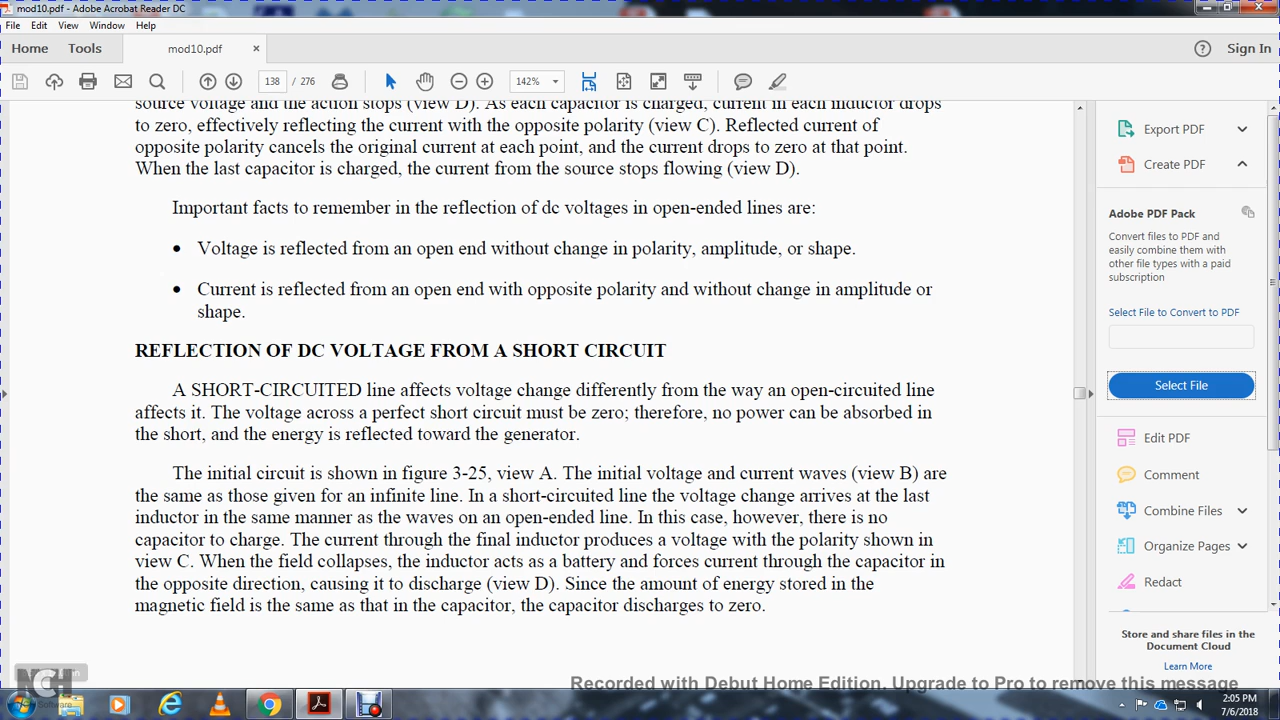 mod10.pdf - Adobe Acrobat Reader DC
File Edit View Window Help
Home Tools mod10.pdf × Sign In
138 / 276 142%
source voltage and the action stops (view D). As each capacitor is charged, current in each inductor drops
to zero, effectively reflecting the current with the opposite polarity (view C). Reflected current of
opposite polarity cancels the original current at each point, and the current drops to zero at that point.
When the last capacitor is charged, the current from the source stops flowing (view D).
Important facts to remember in the reflection of dc voltages in open-ended lines are:
• Voltage is reflected from an open end without change in polarity, amplitude, or shape.
• Current is reflected from an open end with opposite polarity and without change in amplitude or
shape.
REFLECTION OF DC VOLTAGE FROM A SHORT CIRCUIT
A SHORT-CIRCUITED line affects voltage change differently from the way an open-circuited line
affects it. The voltage across a perfect short circuit must be zero; therefore, no power can be absorbed in
the short, and the energy is reflected toward the generator.
The initial circuit is shown in figure 3-25, view A. The initial voltage and current waves (view B) are
the same as those given for an infinite line. In a short-circuited line the voltage change arrives at the last
inductor in the same manner as the waves on an open-ended line. In this case, however, there is no
capacitor to charge. The current through the final inductor produces a voltage with the polarity shown in
view C. When the field collapses, the inductor acts as a battery and forces current through the capacitor in
the opposite direction, causing it to discharge (view D). Since the amount of energy stored in the
magnetic field is the same as that in the capacitor, the capacitor discharges to zero.
Export PDF
Create PDF
Adobe PDF Pack
Convert files to PDF and
easily combine them with
other file types with a paid
subscription
Select File to Convert to PDF
Select File
Edit PDF
Comment
Combine Files
Organize Pages
Redact
Store and share files in the
Document Cloud
Learn More
NCH
Software
Recorded with Debut Home Edition. Upgrade to Pro to remove this message
2:05 PM
7/6/2018